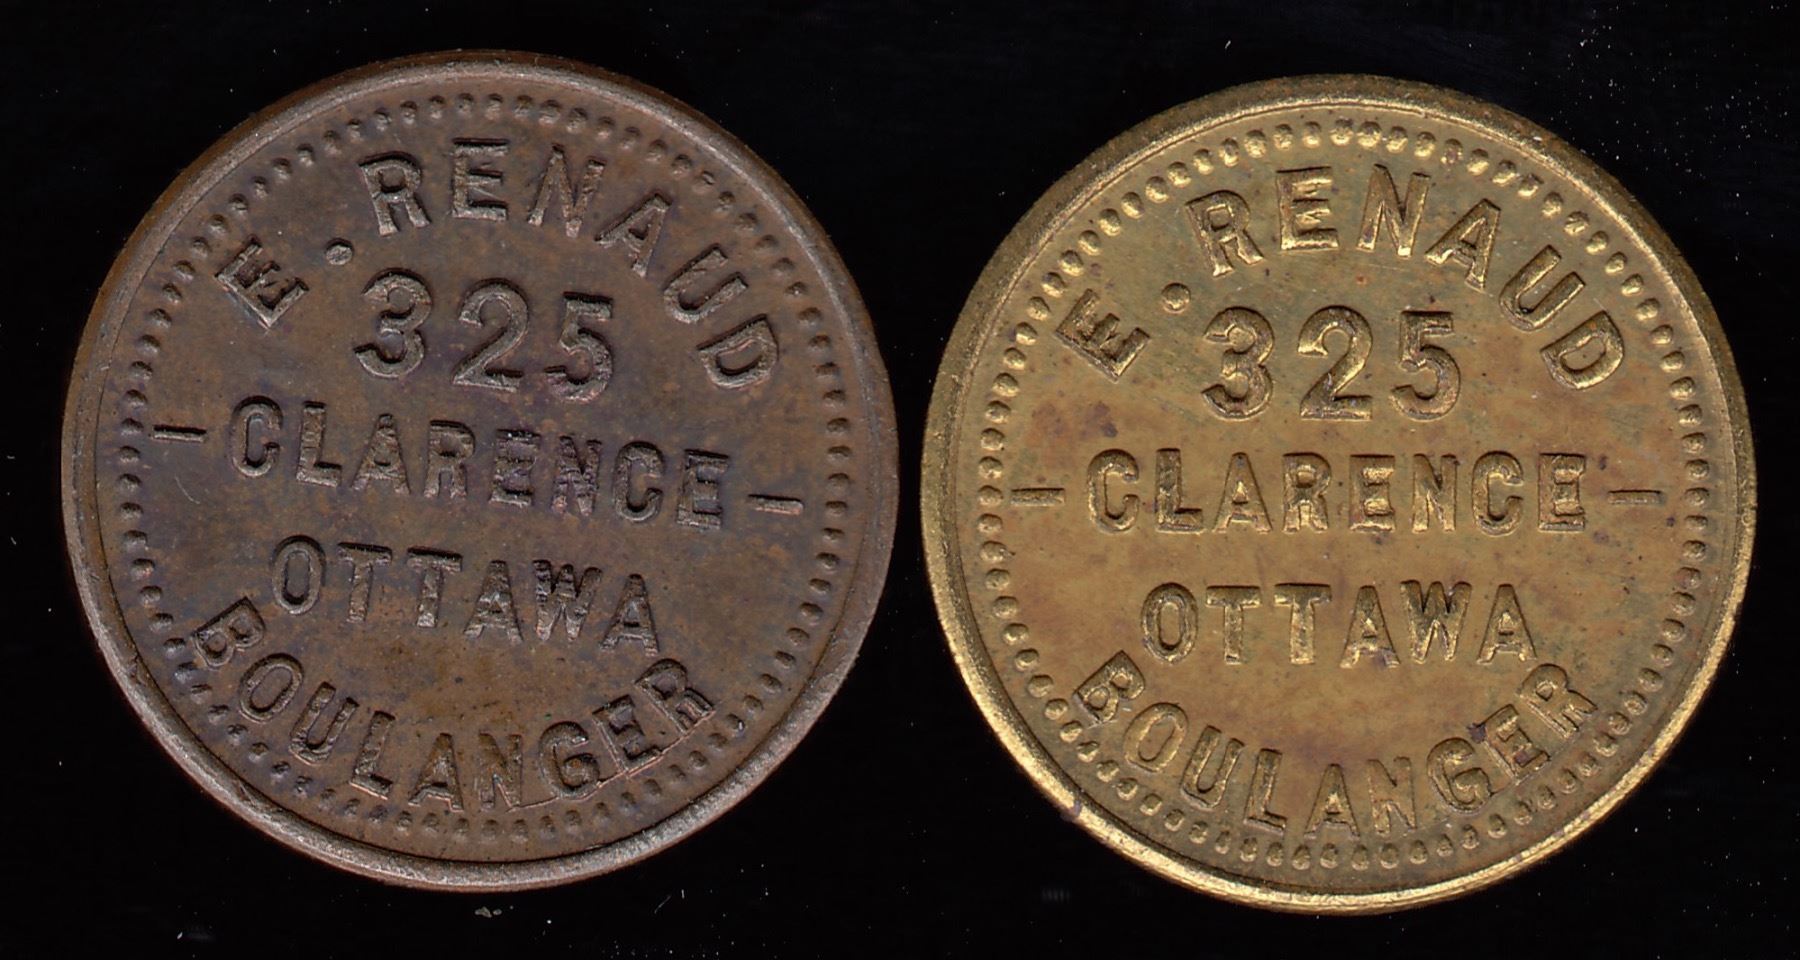 E. RENAUD
325
- CLARENCE -
OTTAWA
BOULANGER
E. RENAUD
325
- CLARENCE -
OTTAWA
BOULANGER